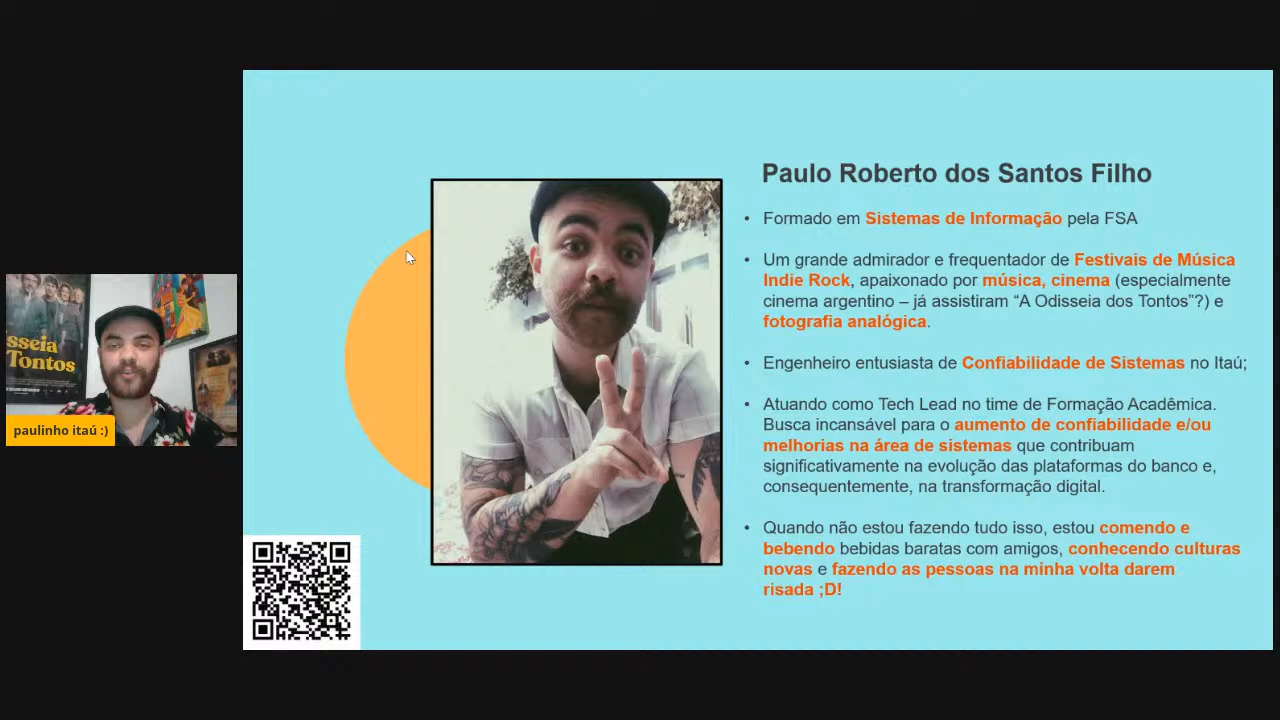 Paulo Roberto dos Santos Filho
• Formado em Sistemas de Informação pela FSA
• Um grande admirador e frequentador de Festivais de Música
Indie Rock, apaixonado por música, cinema (especialmente
cinema argentino – já assistiram “A Odisseia dos Tontos”?) e
fotografia analógica.
• Engenheiro entusiasta de Confiabilidade de Sistemas no Itaú;
• Atuando como Tech Lead no time de Formação Acadêmica.
Busca incansável para o aumento de confiabilidade e/ou
melhorias na área de sistemas que contribuam
significativamente na evolução das plataformas do banco e,
consequentemente, na transformação digital.
• Quando não estou fazendo tudo isso, estou comendo e
bebendo bebidas baratas com amigos, conhecendo culturas
novas e fazendo as pessoas na minha volta darem
risada ;D!
sseia
Tontos
paulinho itaú :)